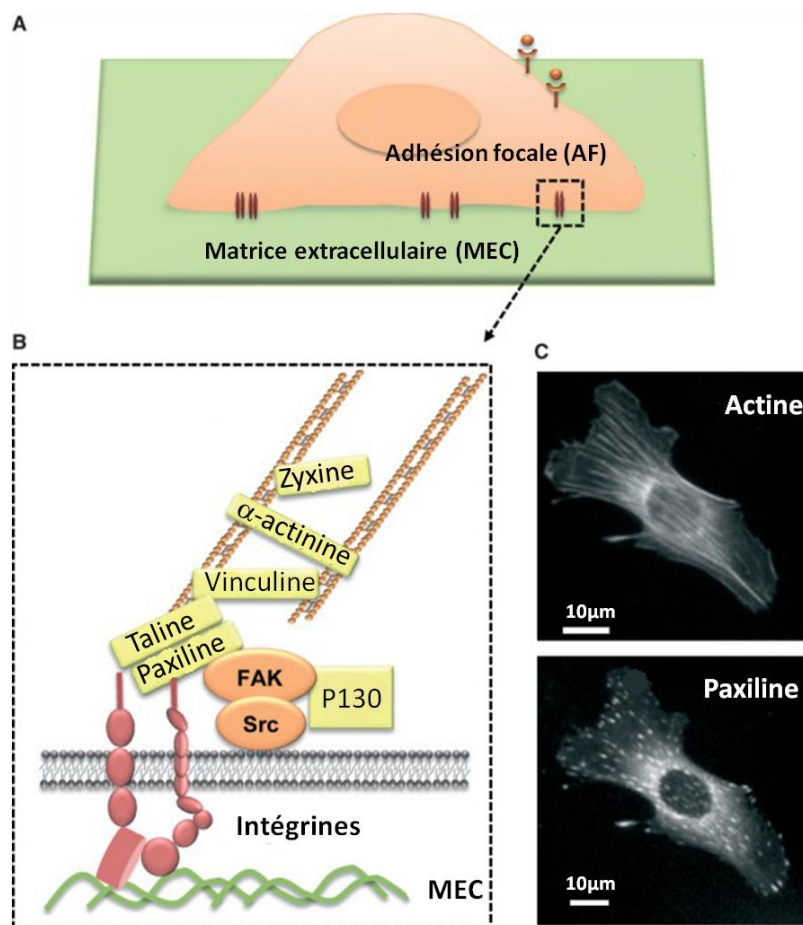 A
Adhésion focale (AF)
Matrice extracellulaire (MEC)
B
Zyxine
α-actinine
Vinculine
Taline
Paxiline
FAK
P130
Src
Intégrines
MEC
C
Actine
10µm
Paxiline
10µm